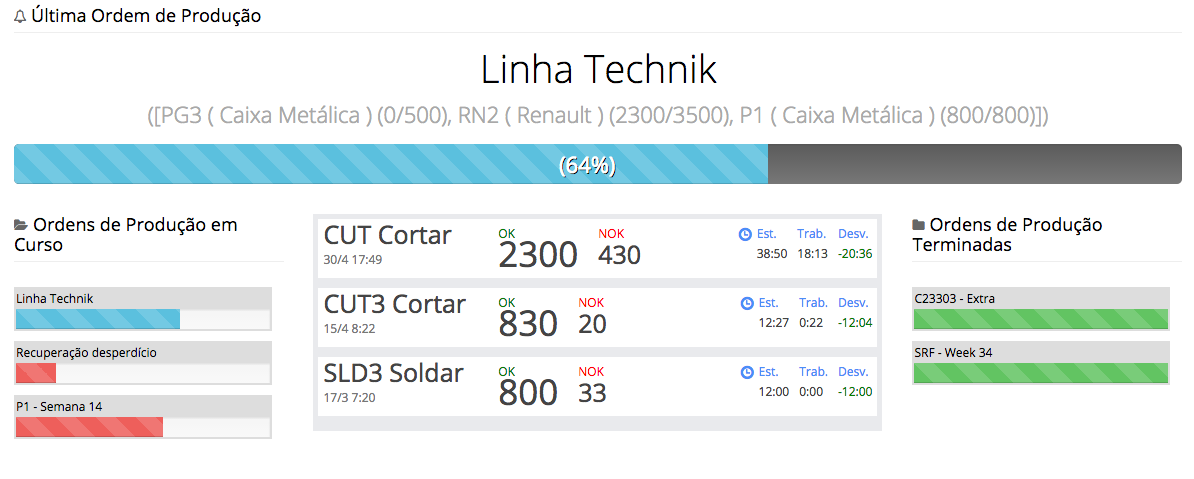 Última Ordem de Produção
Linha Technik
([PG3 ( Caixa Metálica ) (0/500), RN2 ( Renault ) (2300/3500), P1 ( Caixa Metálica ) (800/800)])
(64%)
Ordens de Produção em
Curso
Linha Technik
Recuperação desperdício
P1 - Semana 14
CUT Cortar
30/4 17:49
OK
2300
NOK
430
Est. Trab. Desv.
38:50 18:13 -20:36
CUT3 Cortar
15/4 8:22
OK
830
NOK
20
Est. Trab. Desv.
12:27 0:22 -12:04
SLD3 Soldar
17/3 7:20
OK
800
NOK
33
Est. Trab. Desv.
12:00 0:00 -12:00
Ordens de Produção
Terminadas
C23303 - Extra
SRF - Week 34